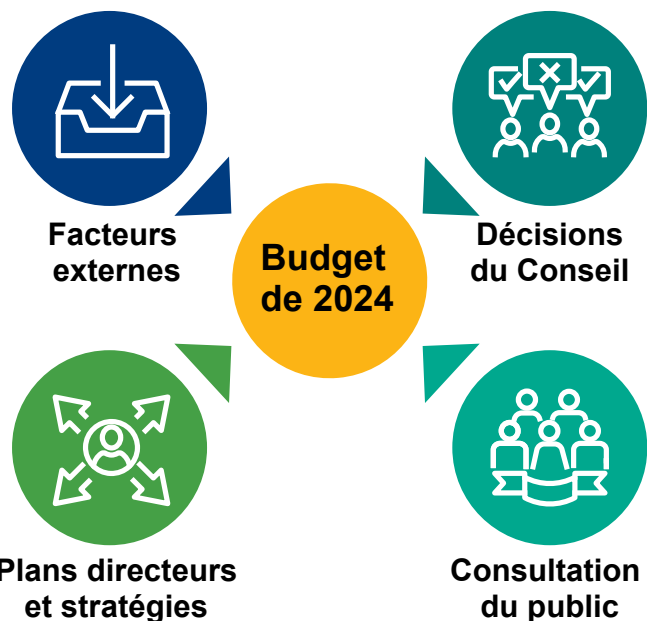 Facteurs
externes
Décisions
du Conseil
Budget
de 2024
Plans directeurs
et stratégies
Consultation
du public